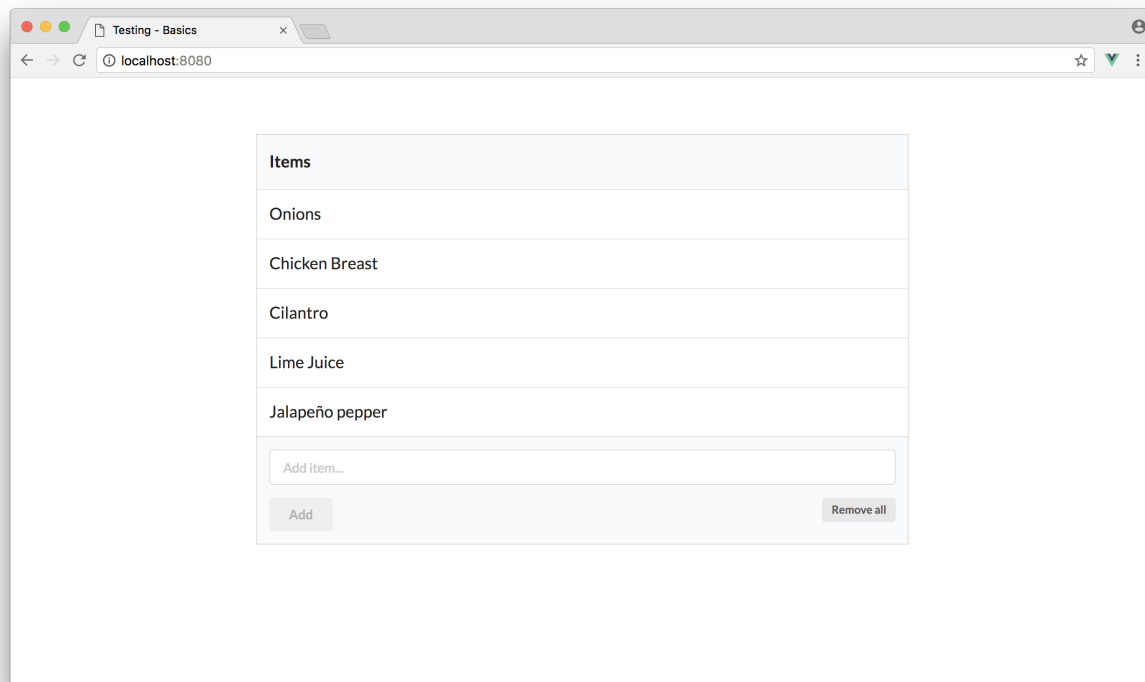 Testing - Basics
localhost:8080
Items
Onions
Chicken Breast
Cilantro
Lime Juice
Jalapeño pepper
Add item...
Add
Remove all